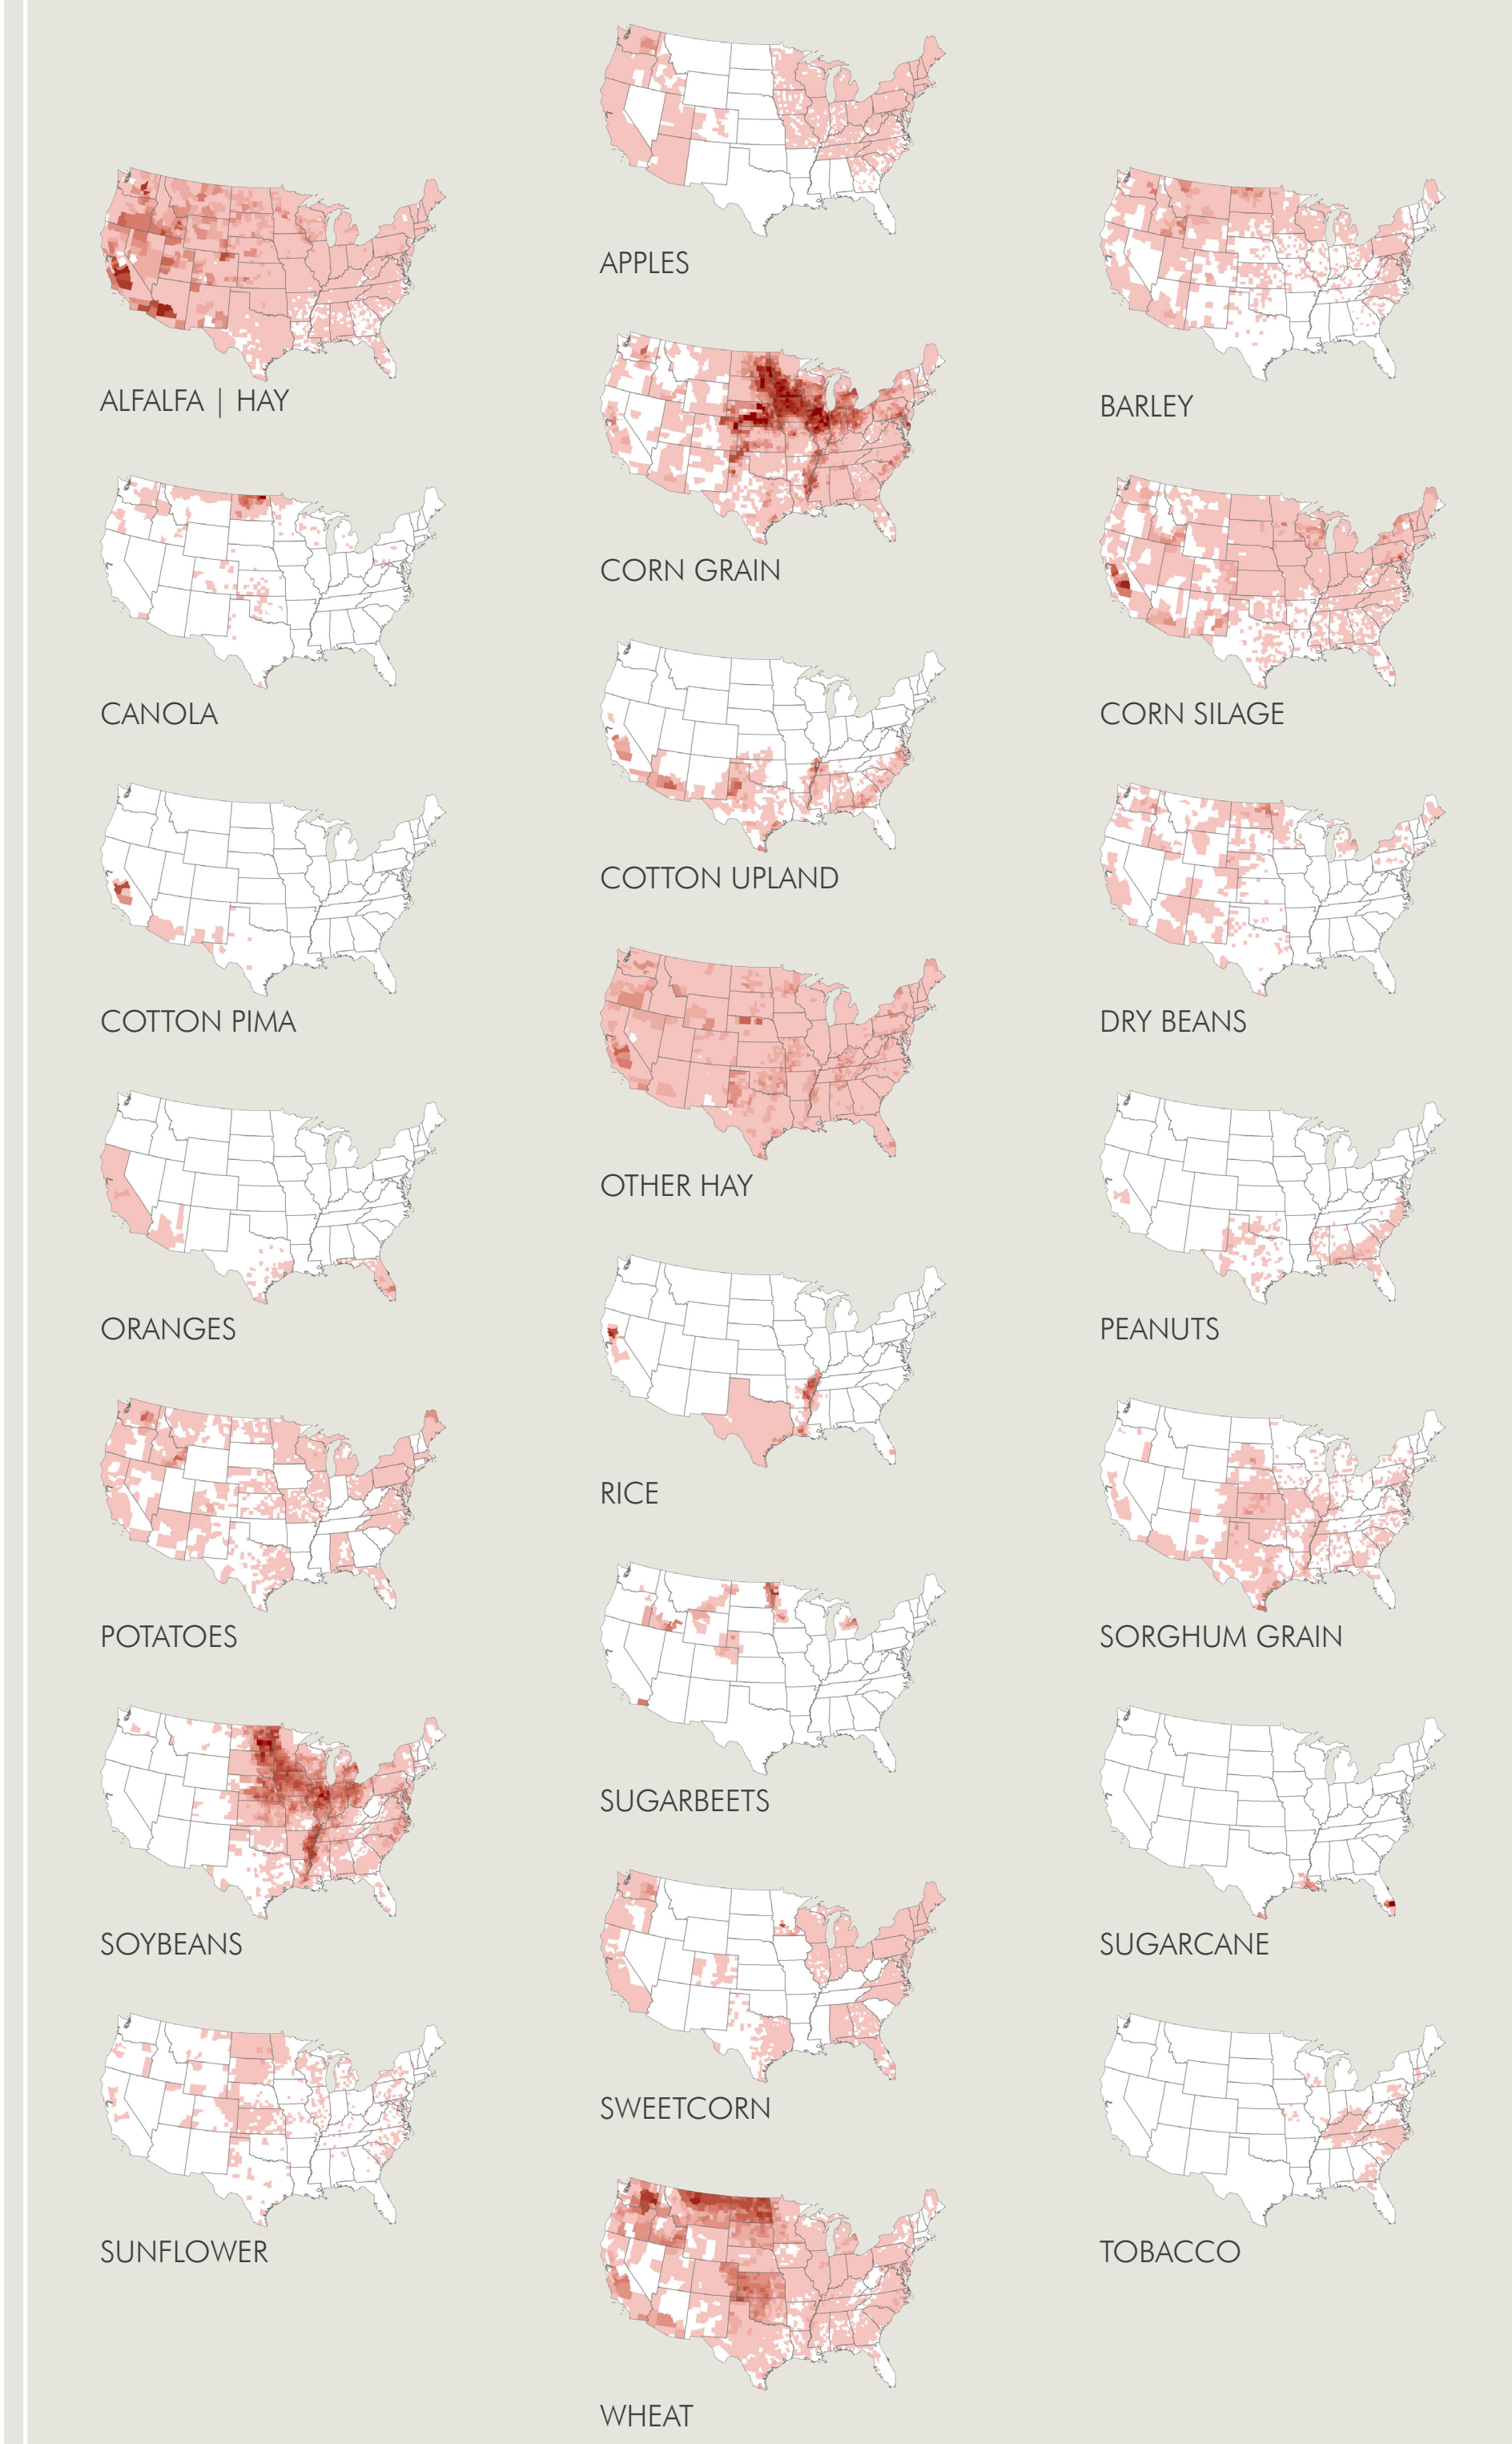 APPLES
ALFALFA | HAY
BARLEY
CORN GRAIN
CANOLA
CORN SILAGE
COTTON UPLAND
COTTON PIMA
DRY BEANS
OTHER HAY
ORANGES
PEANUTS
RICE
POTATOES
SORGHUM GRAIN
SUGARBEETS
SOYBEANS
SUGARCANE
SWEETCORN
SUNFLOWER
TOBACCO
WHEAT